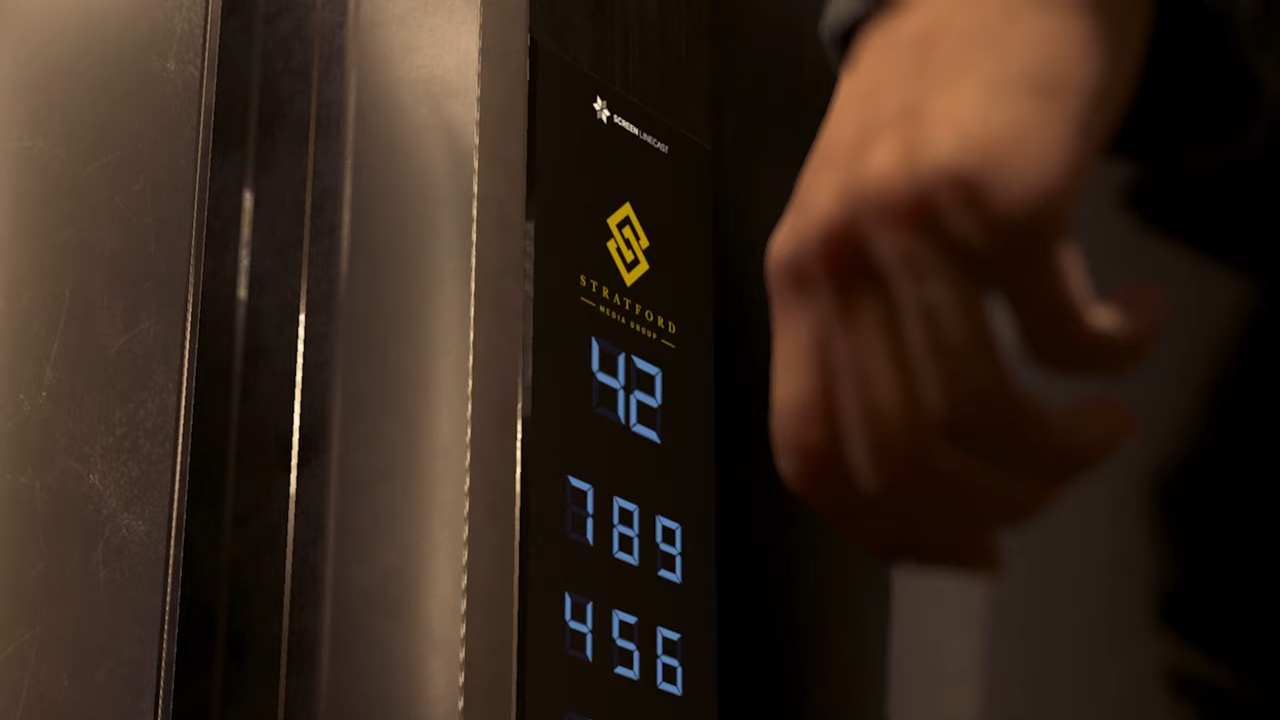 SCREEN LINECAST
STRATFORD
MEDIA GROUP
42
7 8 9
4 5 6